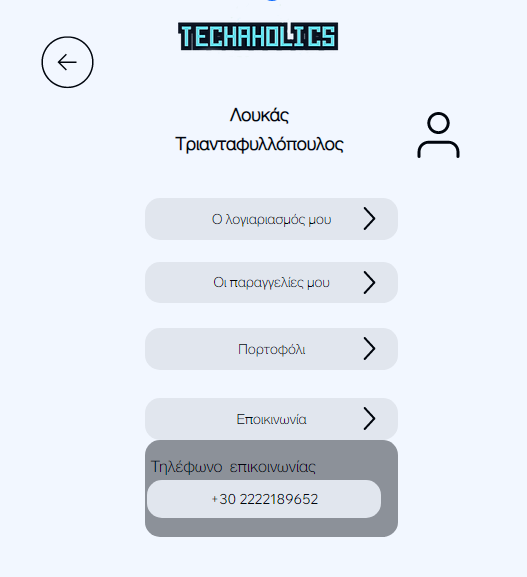 TECHAHOLICS
Λουκάς
Τριανταφυλλόπουλος
Ο λογιαριασμός μου
Οι παραγγελίες μου
Πορτοφόλι
Εποικινωνία
Τηλέφωνο επικοινωνίας
+30 2222189652